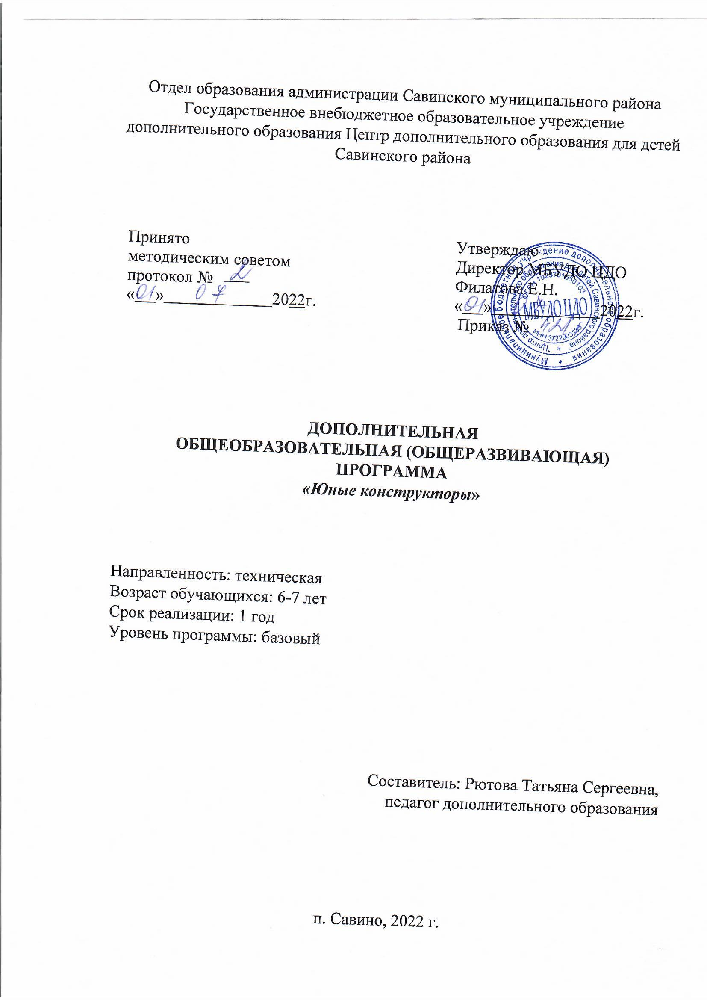 Отдел образования администрации Савинского муниципального района
Государственное внебюджетное образовательное учреждение
дополнительного образования Центр дополнительного образования для детей
Савинского района
Принято
методическим советом
протокол № 2
«01» 07 2022г.
Утверждаю
Директор МБУДО ЦДО
Филатова Е.Н.
«01» 2022г.
Приказ №
Муниципальное бюджетное учреждение дополнительного образования *
"Центр дополнительного образования для детей Савинского района" *
ОГРН 1023701650103
МБУДО ЦДО
ИНН
ДОПОЛНИТЕЛЬНАЯ
ОБЩЕОБРАЗОВАТЕЛЬНАЯ (ОБЩЕРАЗВИВАЮЩАЯ)
ПРОГРАММА
«Юные конструкторы»
Направленность: техническая
Возраст обучающихся: 6-7 лет
Срок реализации: 1 год
Уровень программы: базовый
Составитель: Рютова Татьяна Сергеевна,
педагог дополнительного образования
п. Савино, 2022 г.